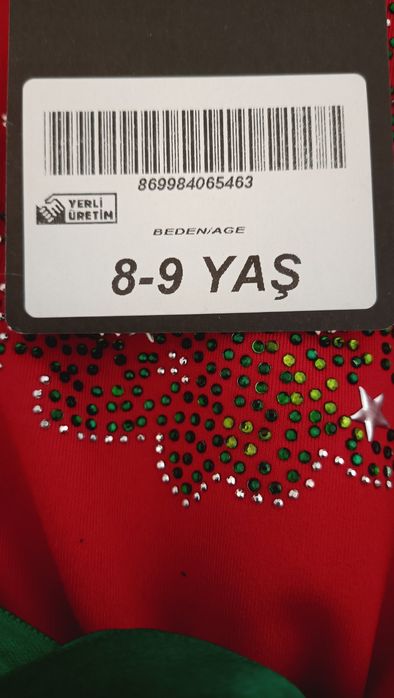 869984065463
YERLİ
ÜRETİM
BEDEN/AGE
8-9 YAŞ